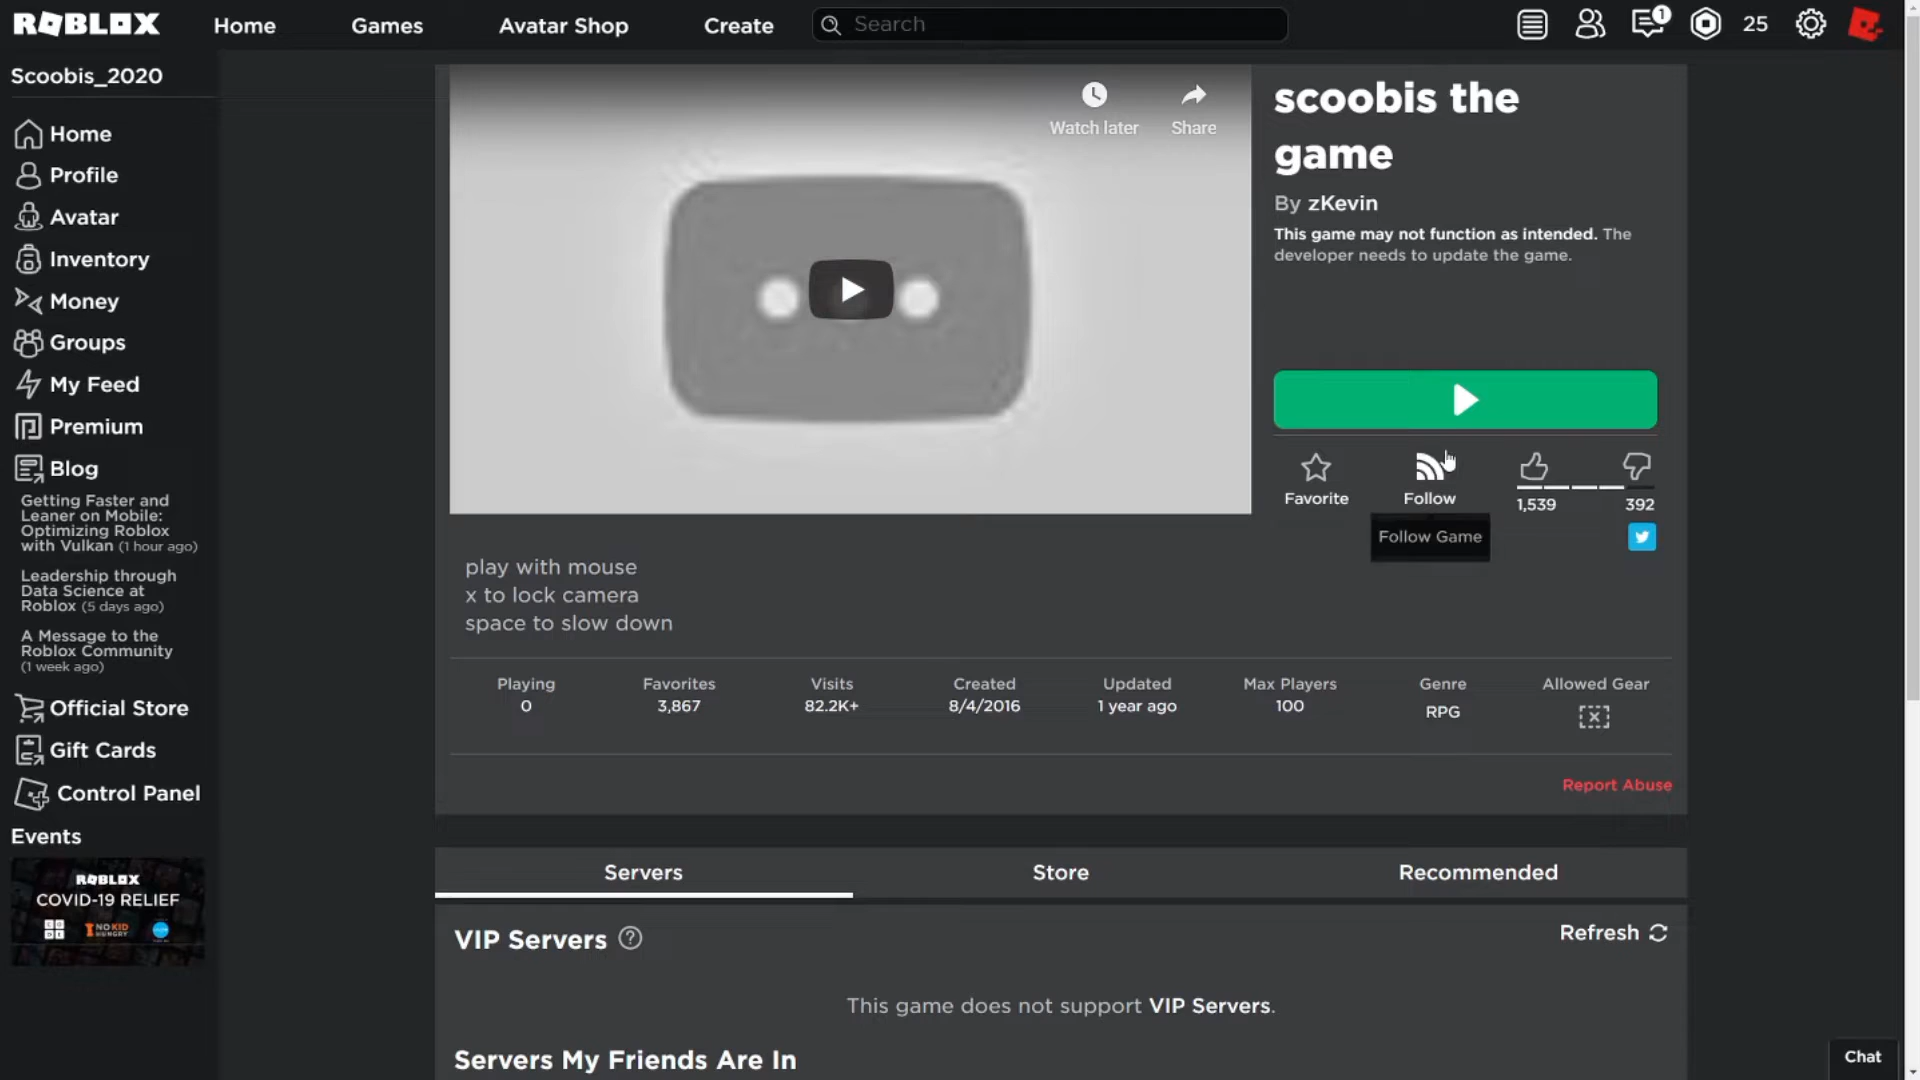 ROBLOX
Home
Games
Avatar Shop
Create
Search
1
25
Scoobis_2020
Home
Profile
Avatar
Inventory
Money
Groups
My Feed
Premium
Blog
Getting Faster and
Leaner on Mobile:
Optimizing Roblox
with Vulkan (1 hour ago)
Leadership through
Data Science at
Roblox (5 days ago)
A Message to the
Roblox Community
(1 week ago)
Official Store
Gift Cards
Control Panel
Events
ROBLOX
COVID-19 RELIEF
NO KID
HUNGRY
Watch later
Share
scoobis the
game
By zKevin
This game may not function as intended. The
developer needs to update the game.
Favorite
Follow
1,539
392
Follow Game
play with mouse
x to lock camera
space to slow down
Playing
0
Favorites
3,867
Visits
82.2K+
Created
8/4/2016
Updated
1 year ago
Max Players
100
Genre
RPG
Allowed Gear
Report Abuse
Servers
Store
Recommended
VIP Servers
Refresh
This game does not support VIP Servers.
Servers My Friends Are In
Chat